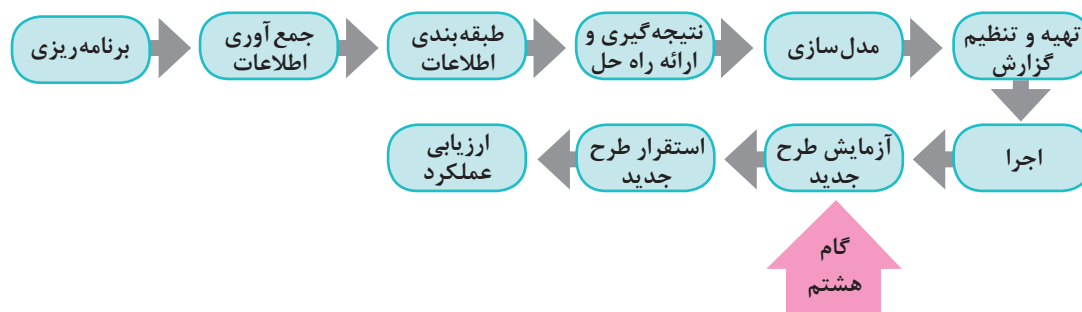 برنامه‌ریزی
جمع‌آوری
اطلاعات
طبقه‌بندی
اطلاعات
نتیجه‌گیری و
ارائه راه حل
مدل‌سازی
تهیه و تنظیم
گزارش
اجرا
آزمایش طرح
جدید
استقرار طرح
جدید
ارزیابی
عملکرد
گام
هشتم